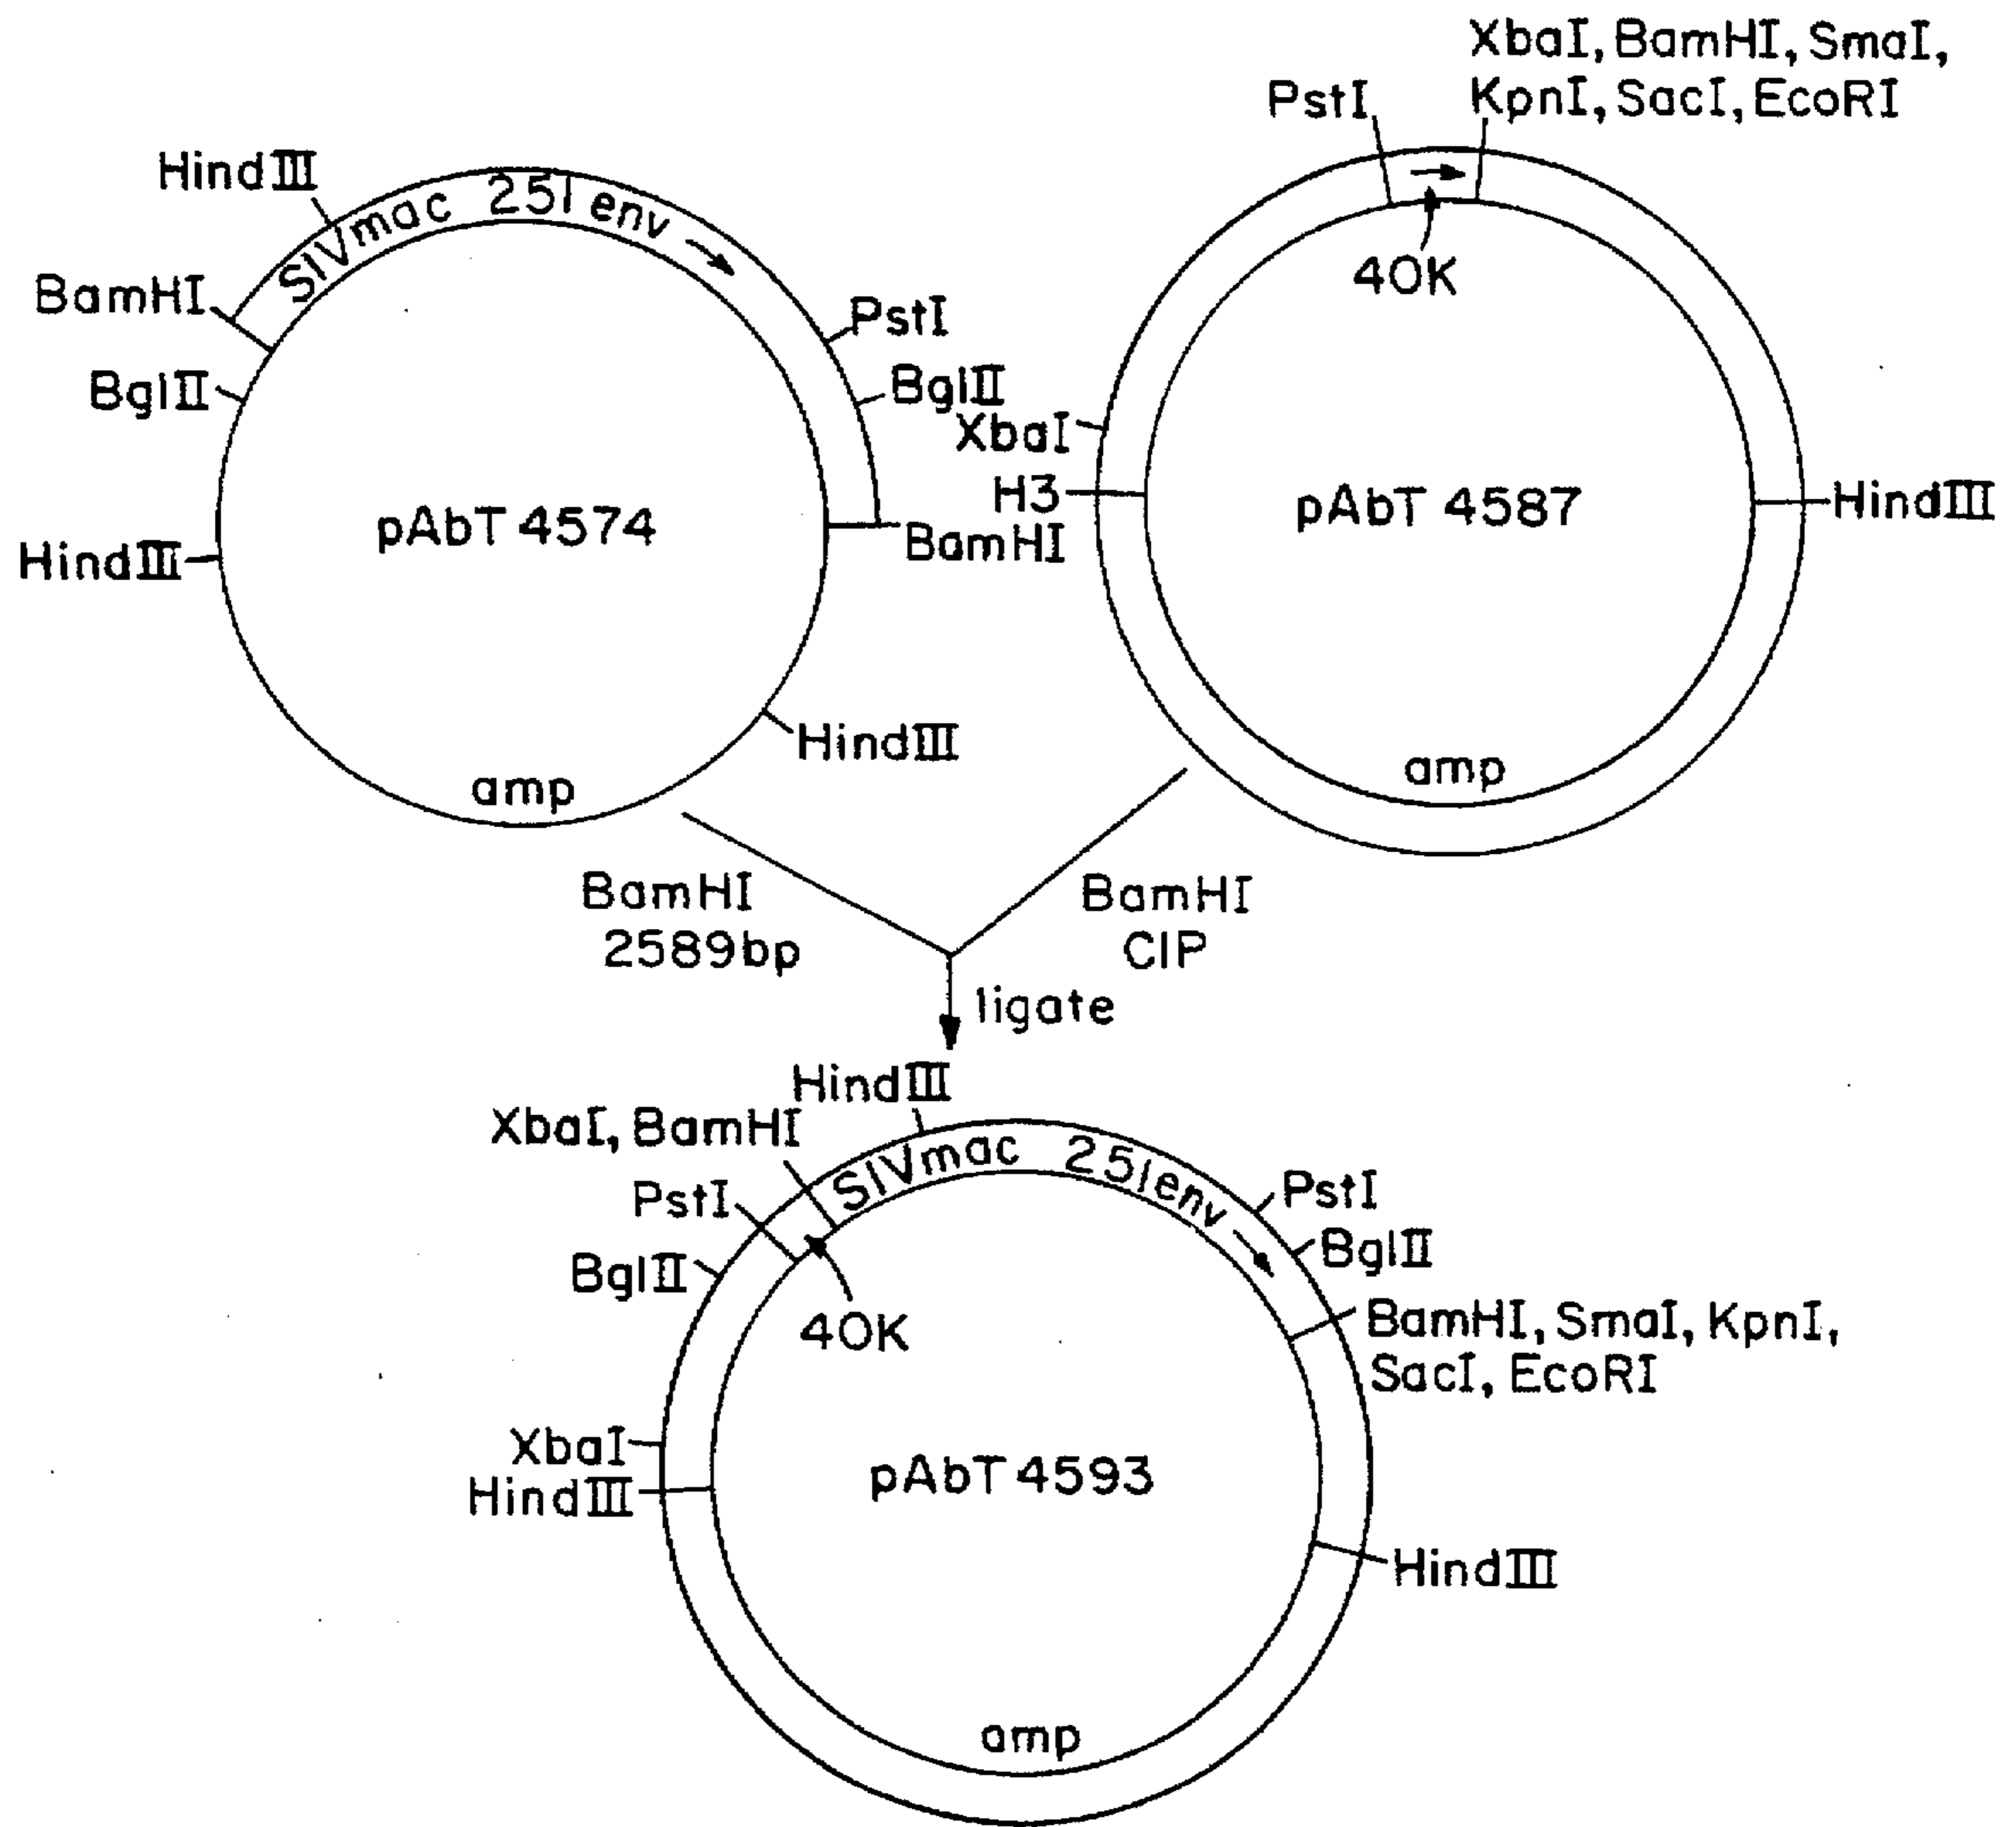 XbaI, BamHI, SmaI,
PstI
KpnI, SacI, EcoRI
HindIII
SIVmac 251 env
40K
BamHI
PstI
BglII
BglII
XbaI
H3
pAbT 4587
HindIII
pAbT 4574
BamHI
HindIII
HindIII
amp
amp
BamHI
2589bp
BamHI
CIP
ligate
HindIII
XbaI, BamHI
SIVmac 251env
PstI
PstI
BglII
BglII
40K
BamHI, SmaI, KpnI,
SacI, EcoRI
XbaI
pAbT 4593
HindIII
HindIII
amp